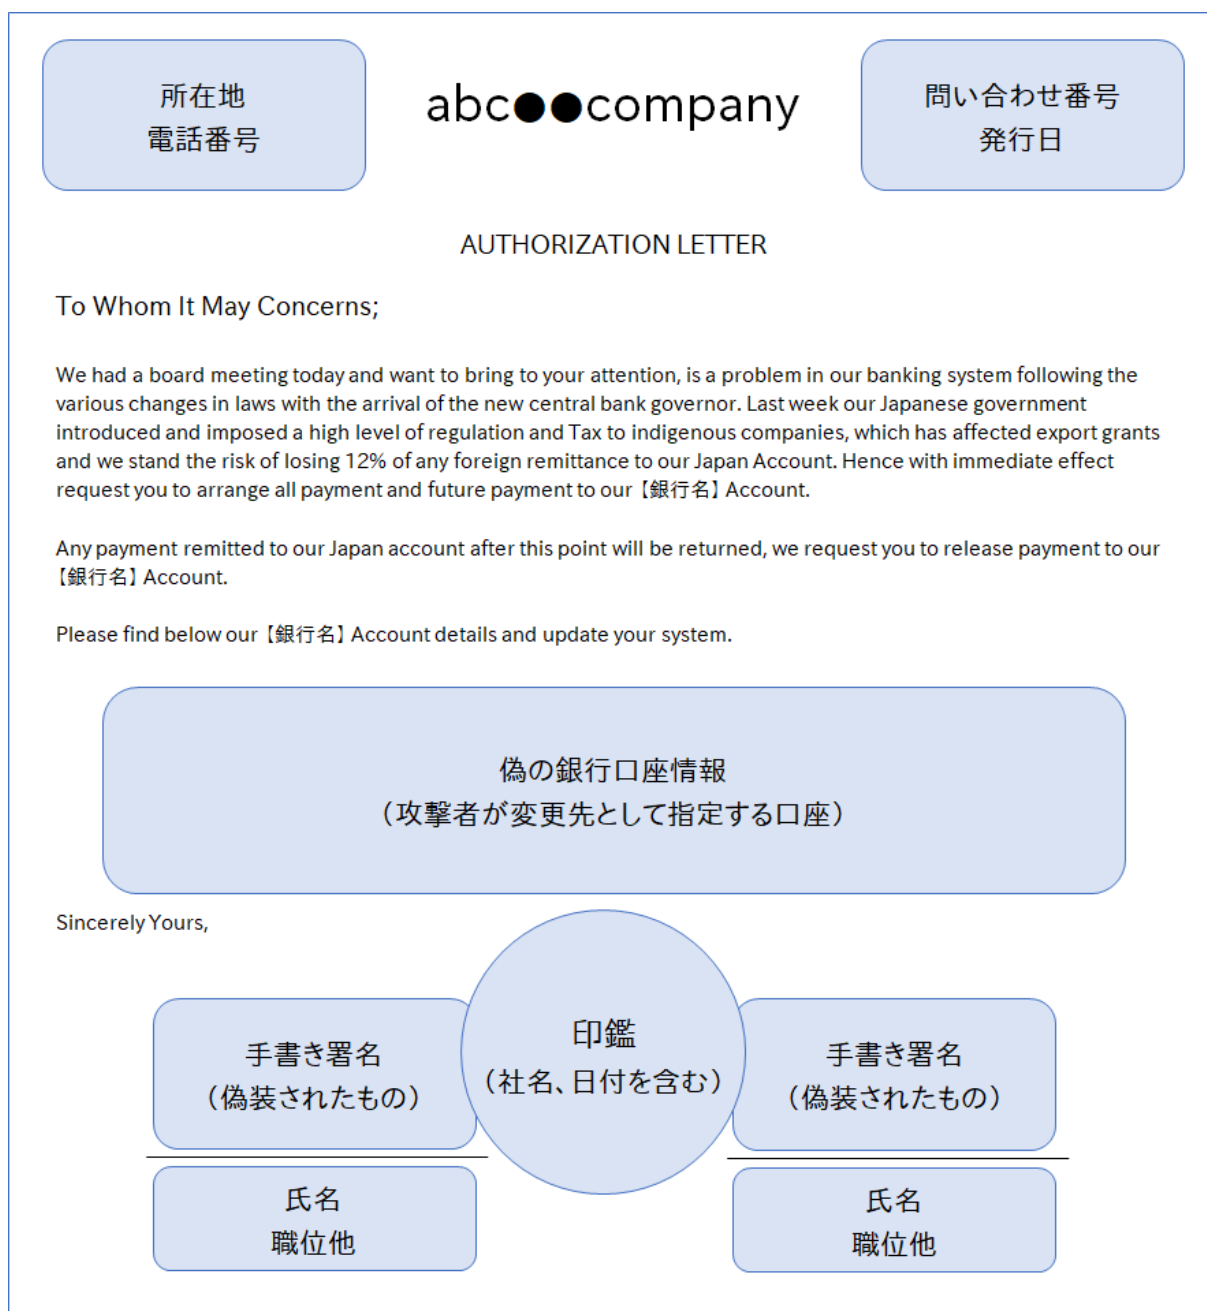 所在地
電話番号
abc●●company
問い合わせ番号
発行日
AUTHORIZATION LETTER
To Whom It May Concerns;
We had a board meeting today and want to bring to your attention, is a problem in our banking system following the
various changes in laws with the arrival of the new central bank governor. Last week our Japanese government
introduced and imposed a high level of regulation and Tax to indigenous companies, which has affected export grants
and we stand the risk of losing 12% of any foreign remittance to our Japan Account. Hence with immediate effect
request you to arrange all payment and future payment to our【銀行名】Account.
Any payment remitted to our Japan account after this point will be returned, we request you to release payment to our
【銀行名】Account.
Please find below our【銀行名】Account details and update your system.
偽の銀行口座情報
（攻撃者が変更先として指定する口座）
Sincerely Yours,
手書き署名
（偽装されたもの）
印鑑
（社名、日付を含む）
手書き署名
（偽装されたもの）
氏名
職位他
氏名
職位他